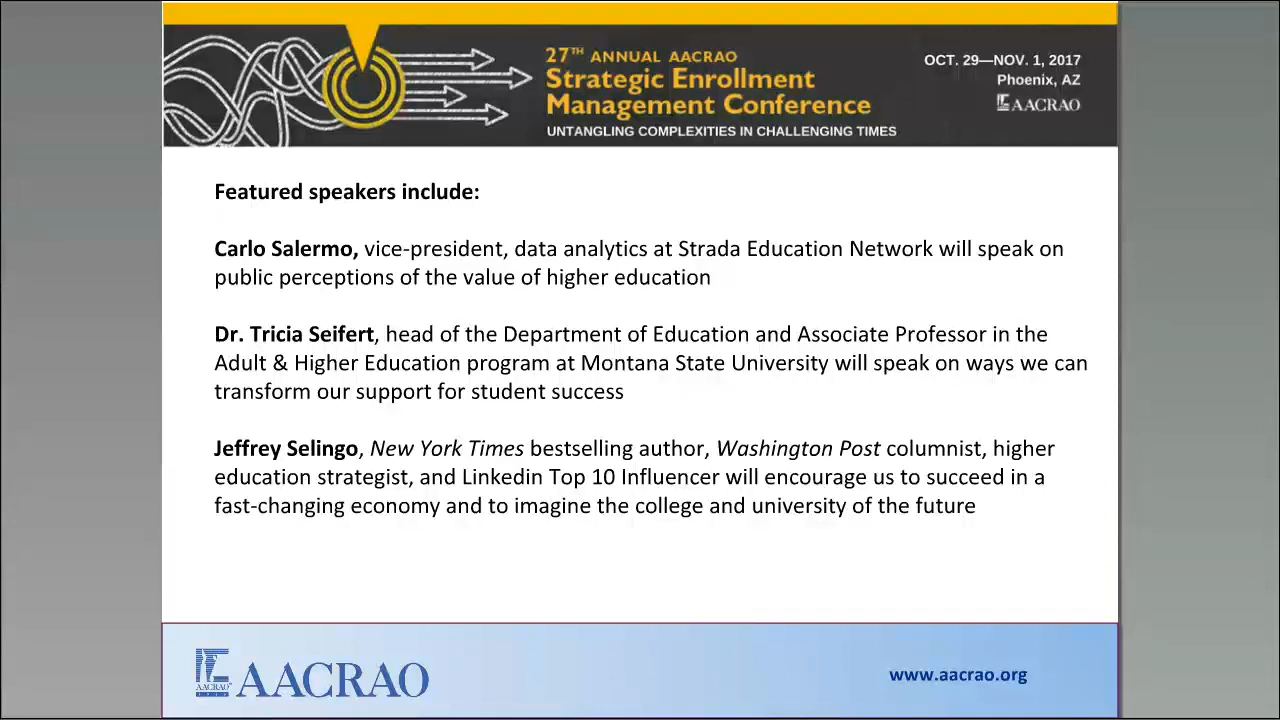 27TH ANNUAL AACRAO
Strategic Enrollment
Management Conference
UNTANGLING COMPLEXITIES IN CHALLENGING TIMES
OCT. 29—NOV. 1, 2017
Phoenix, AZ
AACRAO
Featured speakers include:
Carlo Salermo, vice-president, data analytics at Strada Education Network will speak on
public perceptions of the value of higher education
Dr. Tricia Seifert, head of the Department of Education and Associate Professor in the
Adult & Higher Education program at Montana State University will speak on ways we can
transform our support for student success
Jeffrey Selingo, New York Times bestselling author, Washington Post columnist, higher
education strategist, and Linkedin Top 10 Influencer will encourage us to succeed in a
fast-changing economy and to imagine the college and university of the future
AACRAO
AACRAO
www.aacrao.org